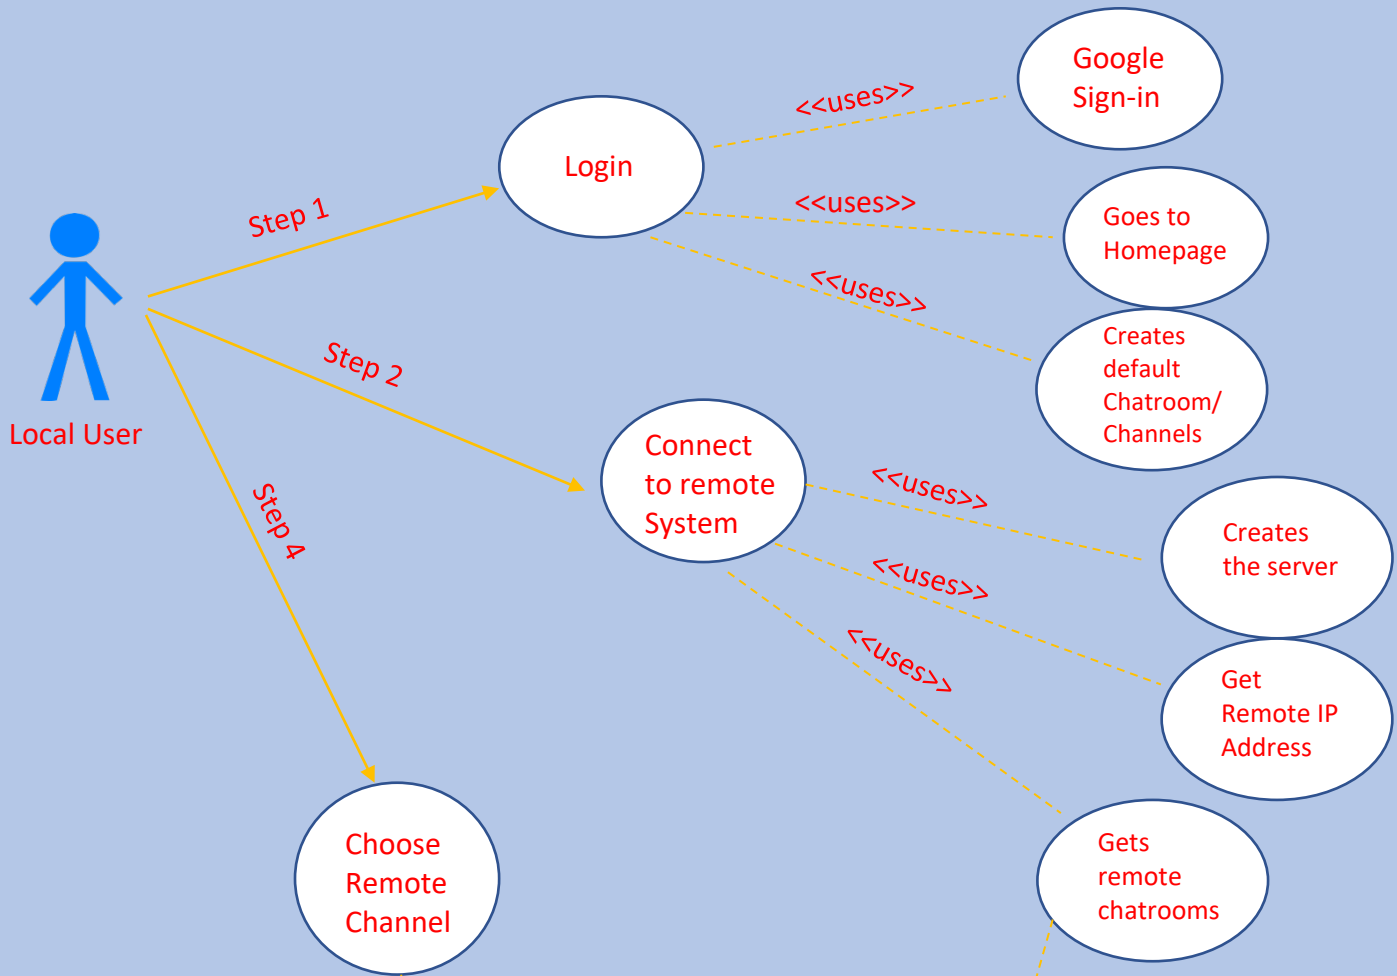 Google
Sign-in
<<uses>>
Login
<<uses>>
Goes to
Homepage
Step 1
<<uses>>
Creates
default
Chatroom/
Channels
Step 2
Local User
Connect
to remote
System
<<uses>>
Creates
the server
Step 4
<<uses>>
<<uses>>
Get
Remote IP
Address
Choose
Remote
Channel
Gets
remote
chatrooms